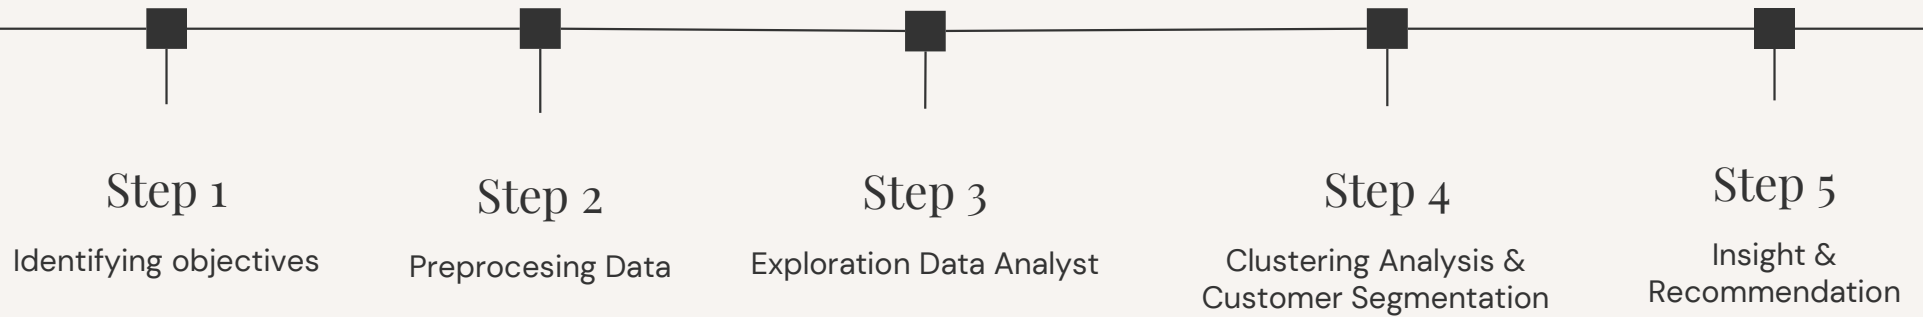 Step 1
Identifying objectives
Step 2
Preprocesing Data
Step 3
Exploration Data Analyst
Step 4
Clustering Analysis &
Customer Segmentation
Step 5
Insight &
Recommendation